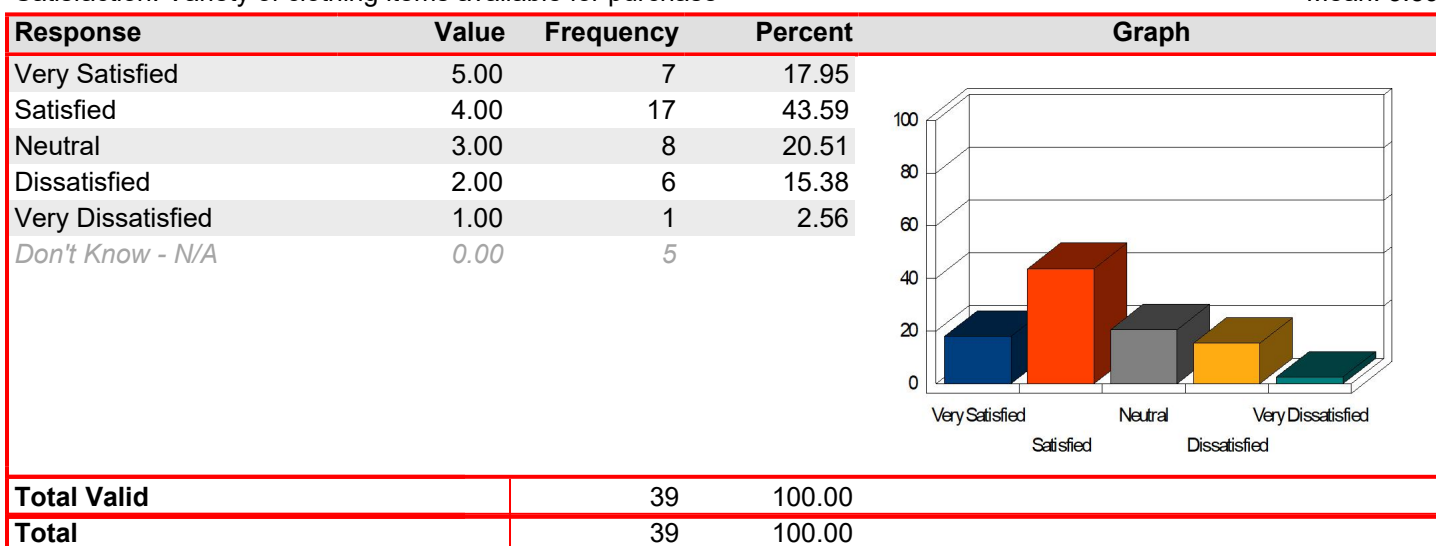 Response Value Frequency Percent Graph
Very Satisfied 5.00 7 17.95
Satisfied 4.00 17 43.59
Neutral 3.00 8 20.51
Dissatisfied 2.00 6 15.38
Very Dissatisfied 1.00 1 2.56
Don't Know - N/A 0.00 5
100
80
60
40
20
0
Very Satisfied Neutral Very Dissatisfied
Satisfied Dissatisfied
Total Valid 39 100.00
Total 39 100.00